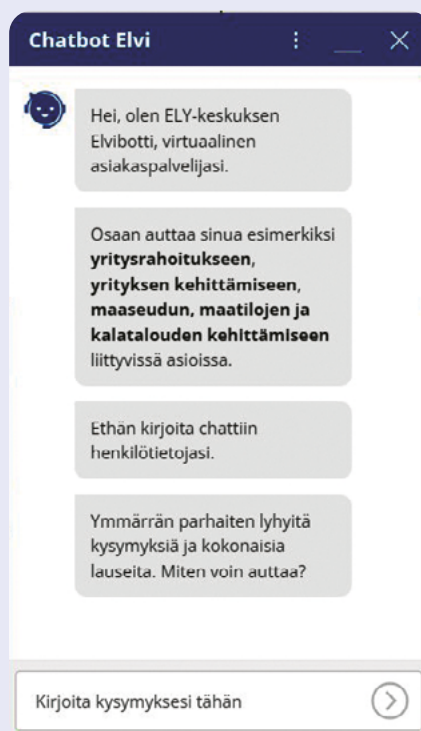 Chatbot Elvi
Hei, olen ELY-keskuksen
Elvibotti, virtuaalinen
asiakaspalvelijasi.
Osaan auttaa sinua esimerkiksi
yritysrahoitukseen,
yrityksen kehittämiseen,
maaseudun, maatilojen ja
kalatalouden kehittämiseen
liittyvissä asioissa.
Ethän kirjoita chattiin
henkilötietojasi.
Ymmärrän parhaiten lyhyitä
kysymyksiä ja kokonaisia
lauseita. Miten voin auttaa?
Kirjoita kysymyksesi tähän